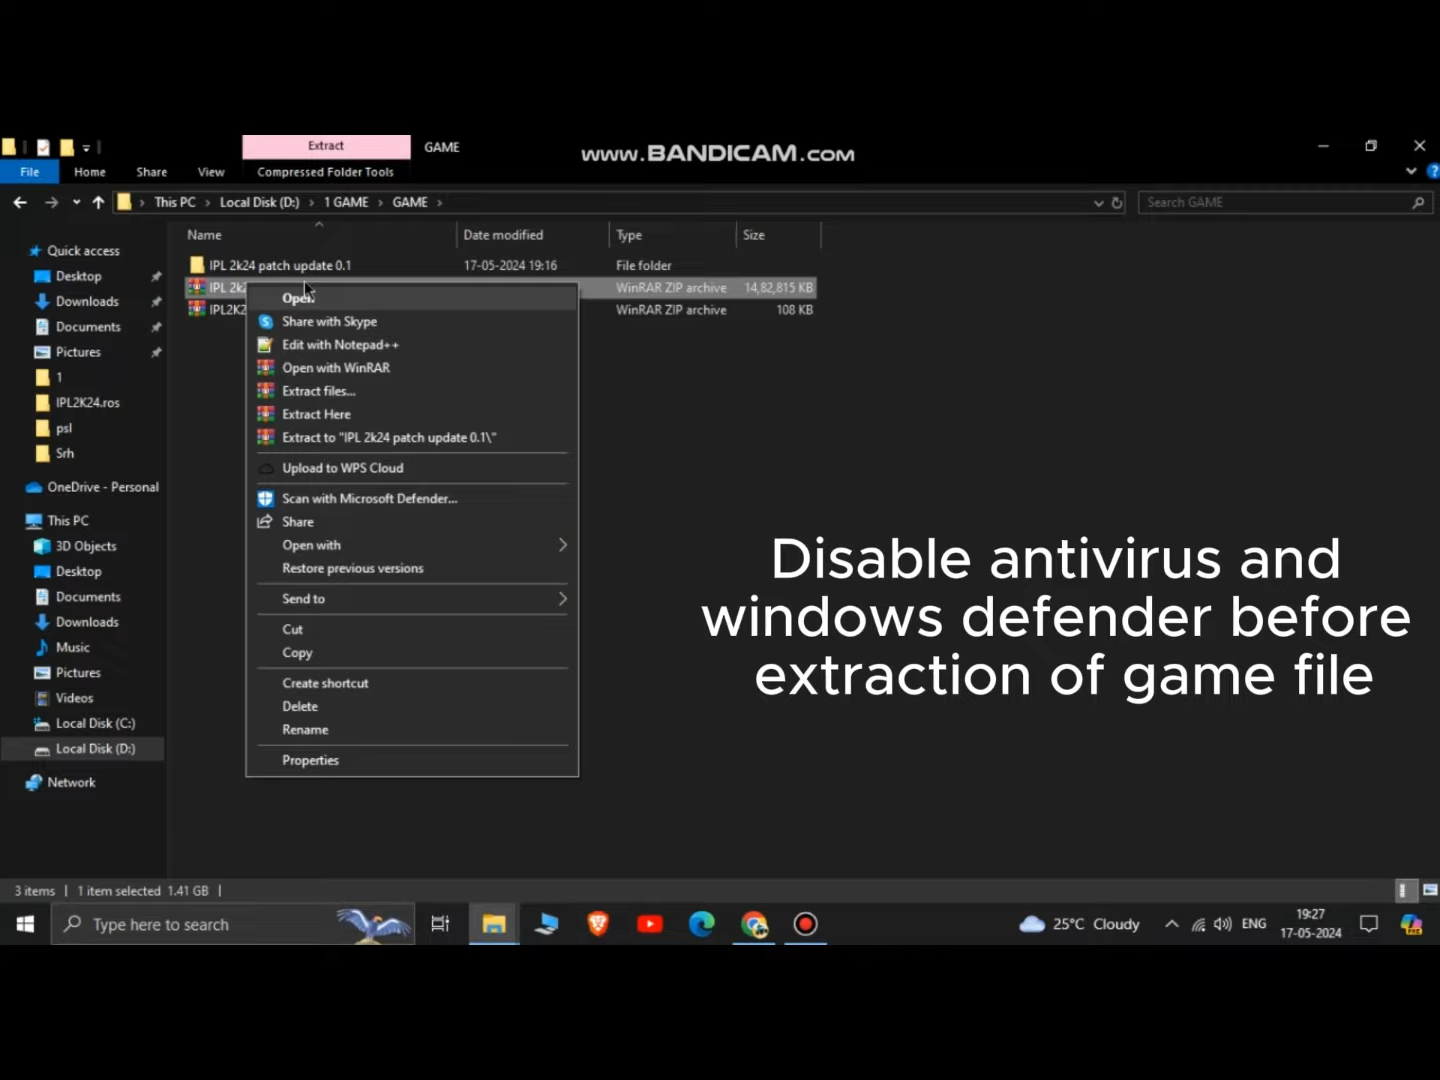 Extract
GAME
www.BANDICAM.com
File
Home
Share
View
Compressed Folder Tools
This PC
Local Disk (D:)
1 GAME
GAME
Search GAME
Name
Date modified
Type
Size
IPL 2k24 patch update 0.1
17-05-2024 19:16
File folder
IPL 2k2
WinRAR ZIP archive
14,82,815 KB
IPL2K2
WinRAR ZIP archive
108 KB
Quick access
Desktop
Downloads
Documents
Pictures
1
IPL2K24.ros
psl
Srh
OneDrive - Personal
This PC
3D Objects
Desktop
Documents
Downloads
Music
Pictures
Videos
Local Disk (C:)
Local Disk (D:)
Network
Open
Share with Skype
Edit with Notepad++
Open with WinRAR
Extract files...
Extract Here
Extract to "IPL 2k24 patch update 0.1\"
Upload to WPS Cloud
Scan with Microsoft Defender...
Share
Open with
Restore previous versions
Send to
Cut
Copy
Create shortcut
Delete
Rename
Properties
Disable antivirus and
windows defender before
extraction of game file
3 items
1 item selected 1.41 GB
Type here to search
25°C Cloudy
ENG
19:27
17-05-2024